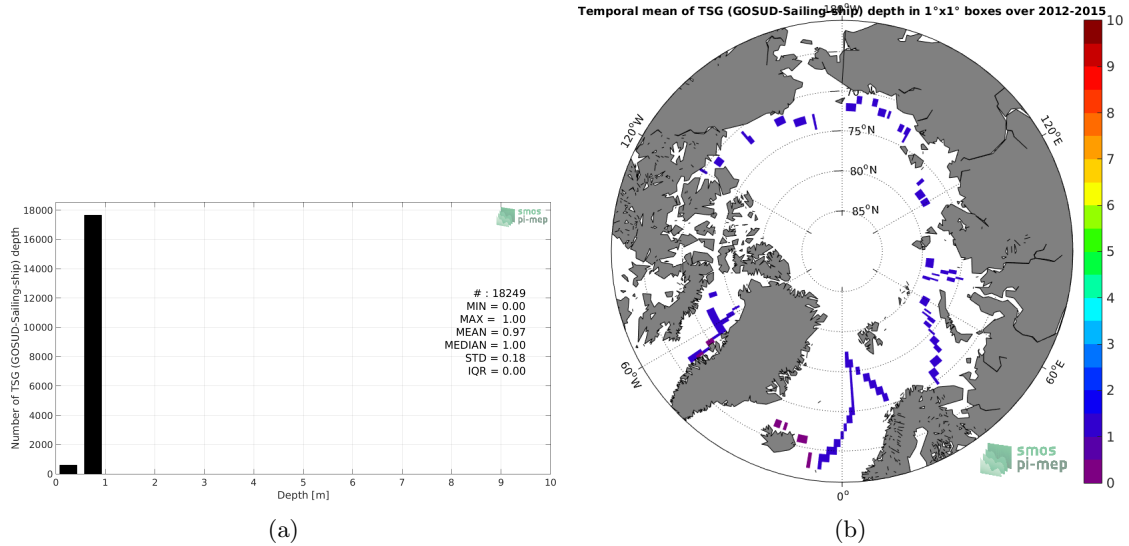 Temporal mean of TSG (GOSUD-Sailing-ship) depth in 1°x1° boxes over 2012-2015
180°W
120°W
120°E
60°W
60°E
0°
70
75°N
80°N
85°N
10
9
8
7
6
5
4
3
2
1
0
smos
pi-mep
Number of TSG (GOSUD-Sailing-ship) depth
18000
16000
14000
12000
10000
8000
6000
4000
2000
0
0 1 2 3 4 5 6 7 8 9 10
Depth [m]
smos
pi-mep
# : 18249
MIN = 0.00
MAX = 1.00
MEAN = 0.97
MEDIAN = 1.00
STD = 0.18
IQR = 0.00
(a)
(b)